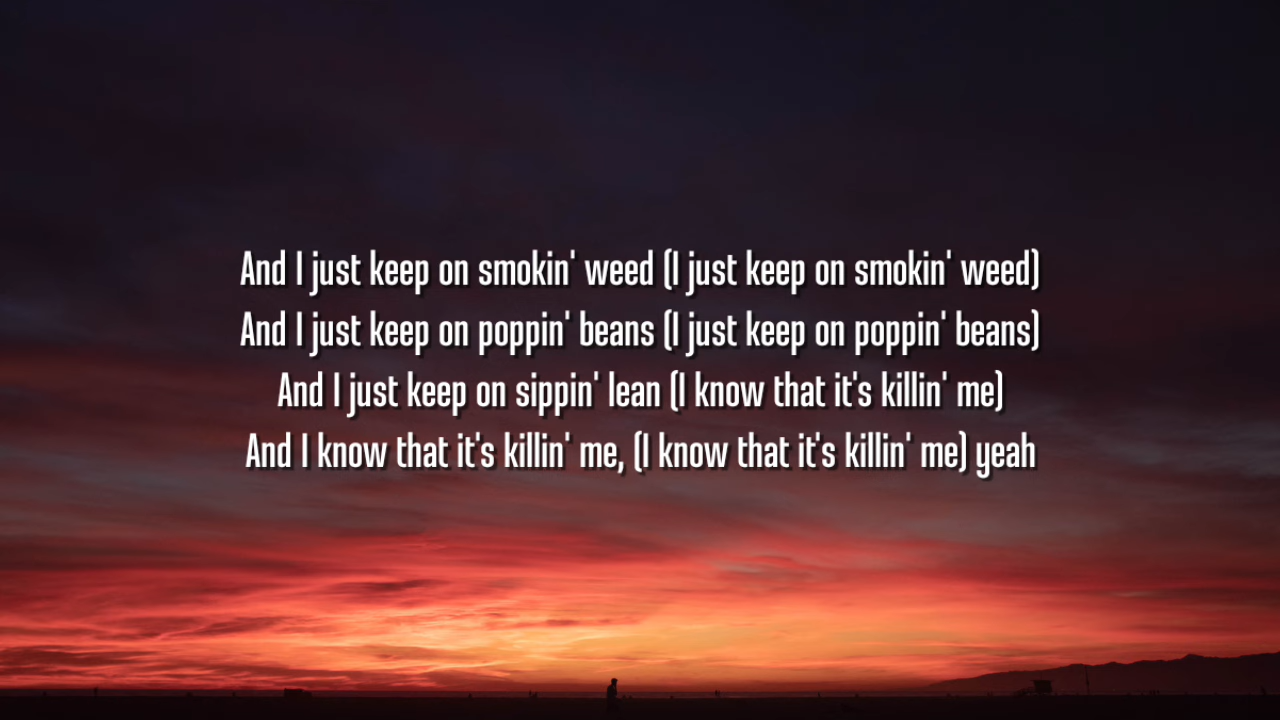 And I just keep on smokin' weed (I just keep on smokin' weed)
And I just keep on poppin' beans (I just keep on poppin' beans)
And I just keep on sippin' lean (I know that it's killin' me)
And I know that it's killin' me, (I know that it's killin' me) yeah